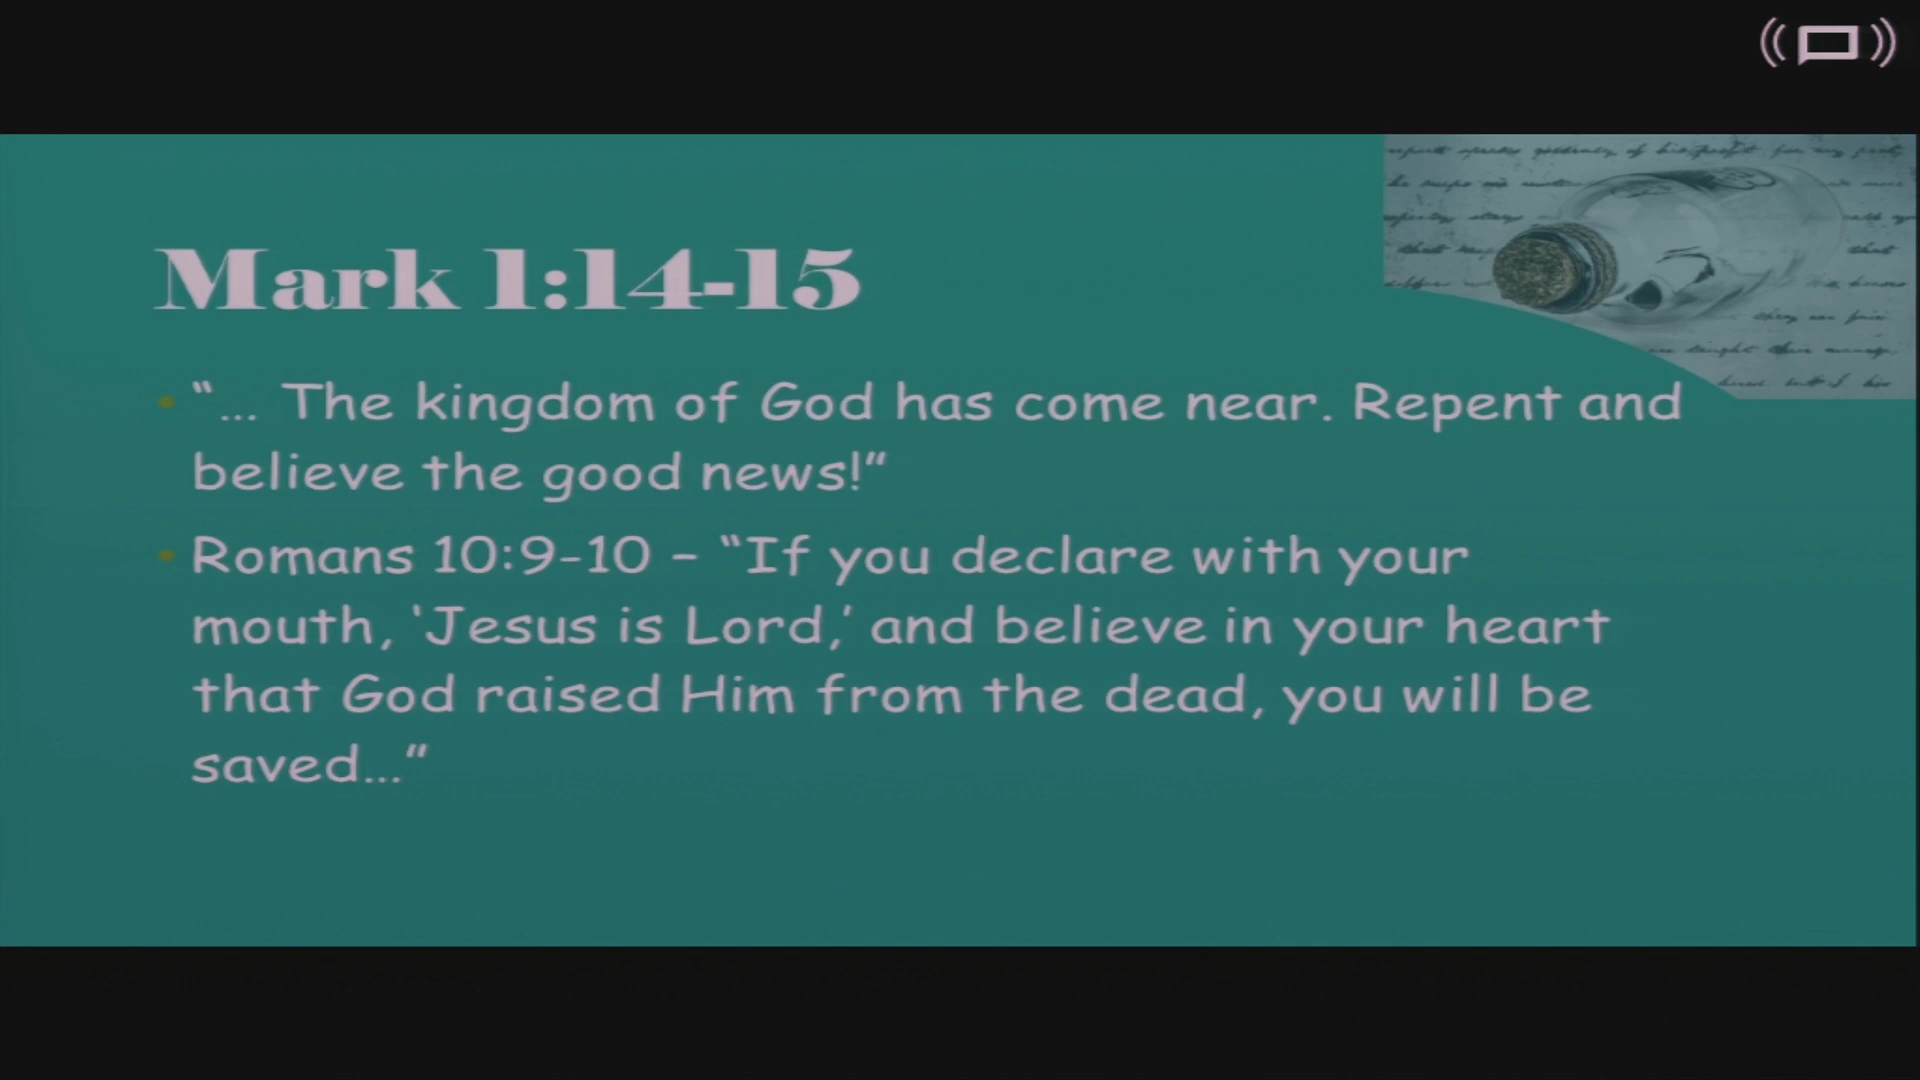 Mark 1:14-15
“... The kingdom of God has come near. Repent and
believe the good news!”
Romans 10:9-10 – “If you declare with your
mouth, ‘Jesus is Lord,’ and believe in your heart
that God raised Him from the dead, you will be
saved...”